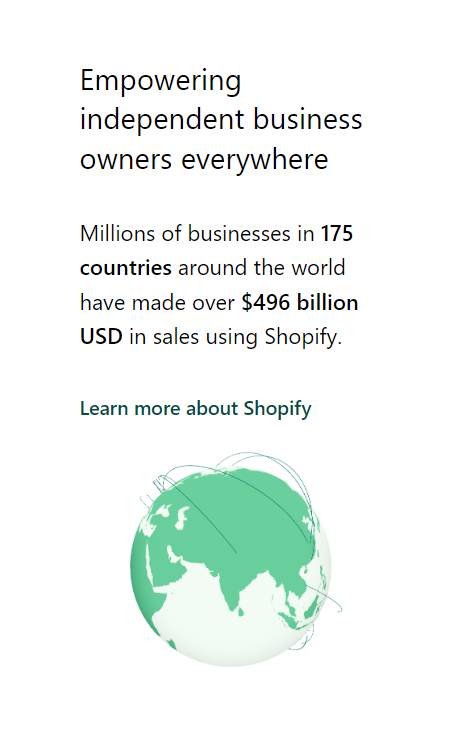 Empowering
independent business
owners everywhere
Millions of businesses in 175
countries around the world
have made over $496 billion
USD in sales using Shopify.
Learn more about Shopify